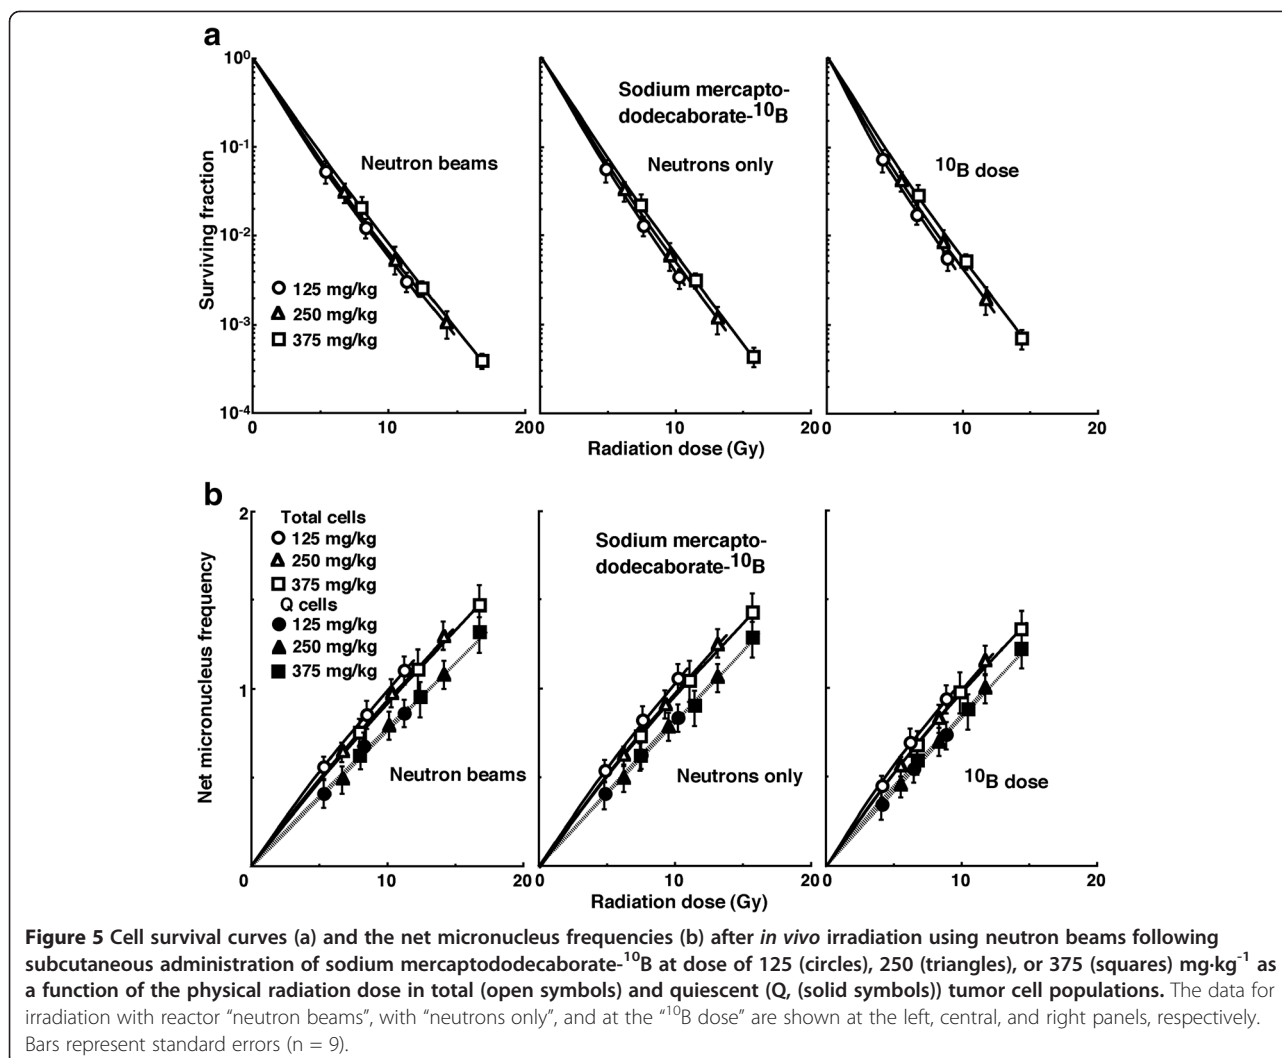 a
10⁰
10⁻¹
10⁻²
10⁻³
10⁻⁴
Surviving fraction
Neutron beams
125 mg/kg
250 mg/kg
375 mg/kg
Sodium mercapto-
dodecaborate-¹⁰B
Neutrons only
¹⁰B dose
0 10 20 0 10 20 0 10 20
Radiation dose (Gy)
b
2
1
0
Net micronucleus frequency
Total cells
125 mg/kg
250 mg/kg
375 mg/kg
Q cells
125 mg/kg
250 mg/kg
375 mg/kg
Neutron beams
Sodium mercapto-
dodecaborate-¹⁰B
Neutrons only
¹⁰B dose
0 10 20 0 10 20 0 10 20
Radiation dose (Gy)
Figure 5 Cell survival curves (a) and the net micronucleus frequencies (b) after in vivo irradiation using neutron beams following
subcutaneous administration of sodium mercaptododecaborate-¹⁰B at dose of 125 (circles), 250 (triangles), or 375 (squares) mg·kg⁻¹ as
a function of the physical radiation dose in total (open symbols) and quiescent (Q, (solid symbols)) tumor cell populations. The data for
irradiation with reactor “neutron beams”, with “neutrons only”, and at the “¹⁰B dose” are shown at the left, central, and right panels, respectively.
Bars represent standard errors (n = 9).